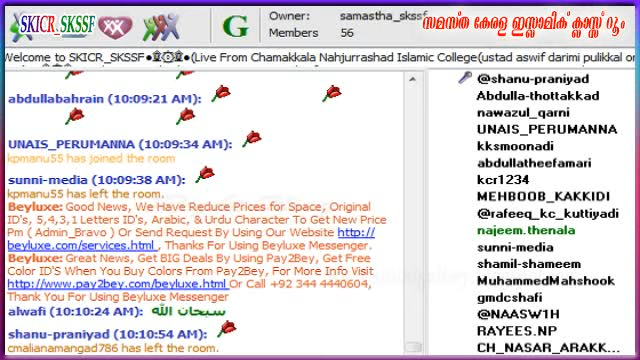 SKICR_SKSSF
G
Owner: samastha_skssf
Members 56
സമസ്ത കേരള ഇസ്ലാമിക് ക്ലാസ്സ് റൂം
Welcome to SKICR_SKSSF (Live From Chamakkala Nahjurrashad Islamic College(ustad aswif darimi pulikkal on
abdullabahrain (10:09:21 AM):
UNAIS_PERUMANNA (10:09:34 AM):
kpmanu55 has joined the room
sunni-media (10:09:38 AM):
kpmanu55 has left the room.
Beyluxe: Good News, We Have Reduce Prices for Space, Original
ID's, 5,4,3,1 Letters ID's, Arabic, & Urdu Character To Get New Price
Pm ( Admin_Bravo ) Or Send Request By Using Our Website http://
beyluxe.com/services.html , Thanks For Using Beyluxe Messenger.
Beyluxe: Great News, Get BIG Deals By Using Pay2Bey, Get Free
Color ID'S When You Buy Colors From Pay2Bey, For More Info Visit
http://www.pay2bey.com/beyluxe.html Or Call +92 344 4440604,
Thank You For Using Beyluxe Messenger
alwafi (10:10:24 AM): سبحان الله
shanu-praniyad (10:10:54 AM):
cmalianamangad786 has left the room.
@shanu-praniyad
Abdulla-thottakkad
nawazul_qarni
UNAIS_PERUMANNA
kksmoonadi
abdullatheefamari
kcr1234
MEHBOOB_KAKKIDI
@rafeeq_kc_kuttiyadi
najeem.thenala
sunni-media
shamil-shameem
MuhammedMahshook
gmdcshafi
@NAASW1H
RAYEES.NP
CH_NASAR_ARAKK...